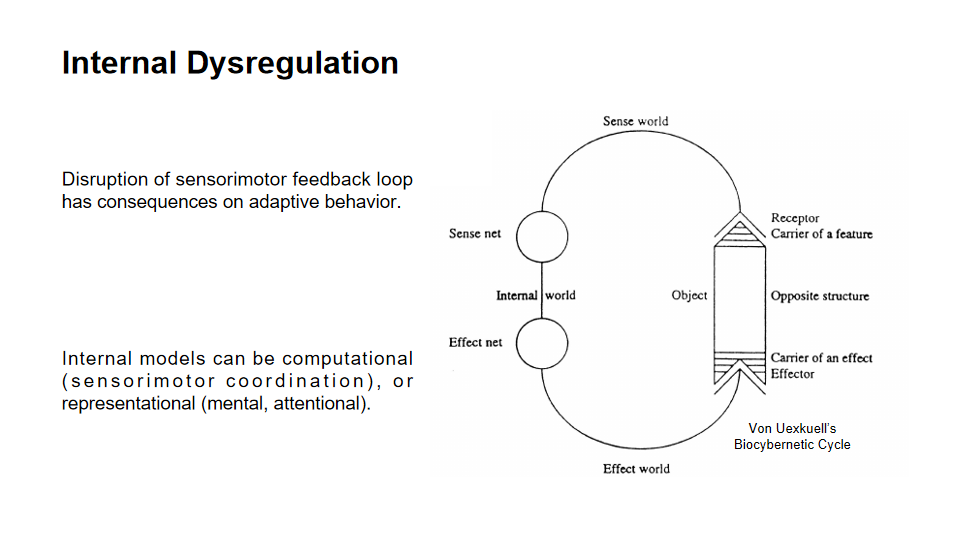 Internal Dysregulation
Disruption of sensorimotor feedback loop
has consequences on adaptive behavior.
Internal models can be computational
(sensorimotor coordination), or
representational (mental, attentional).
Sense world
Receptor
Sense net
Carrier of a feature
Internal world
Object
Opposite structure
Effect net
Carrier of an effect
Effector
Von Uexkuell's
Biocybernetic Cycle
Effect world